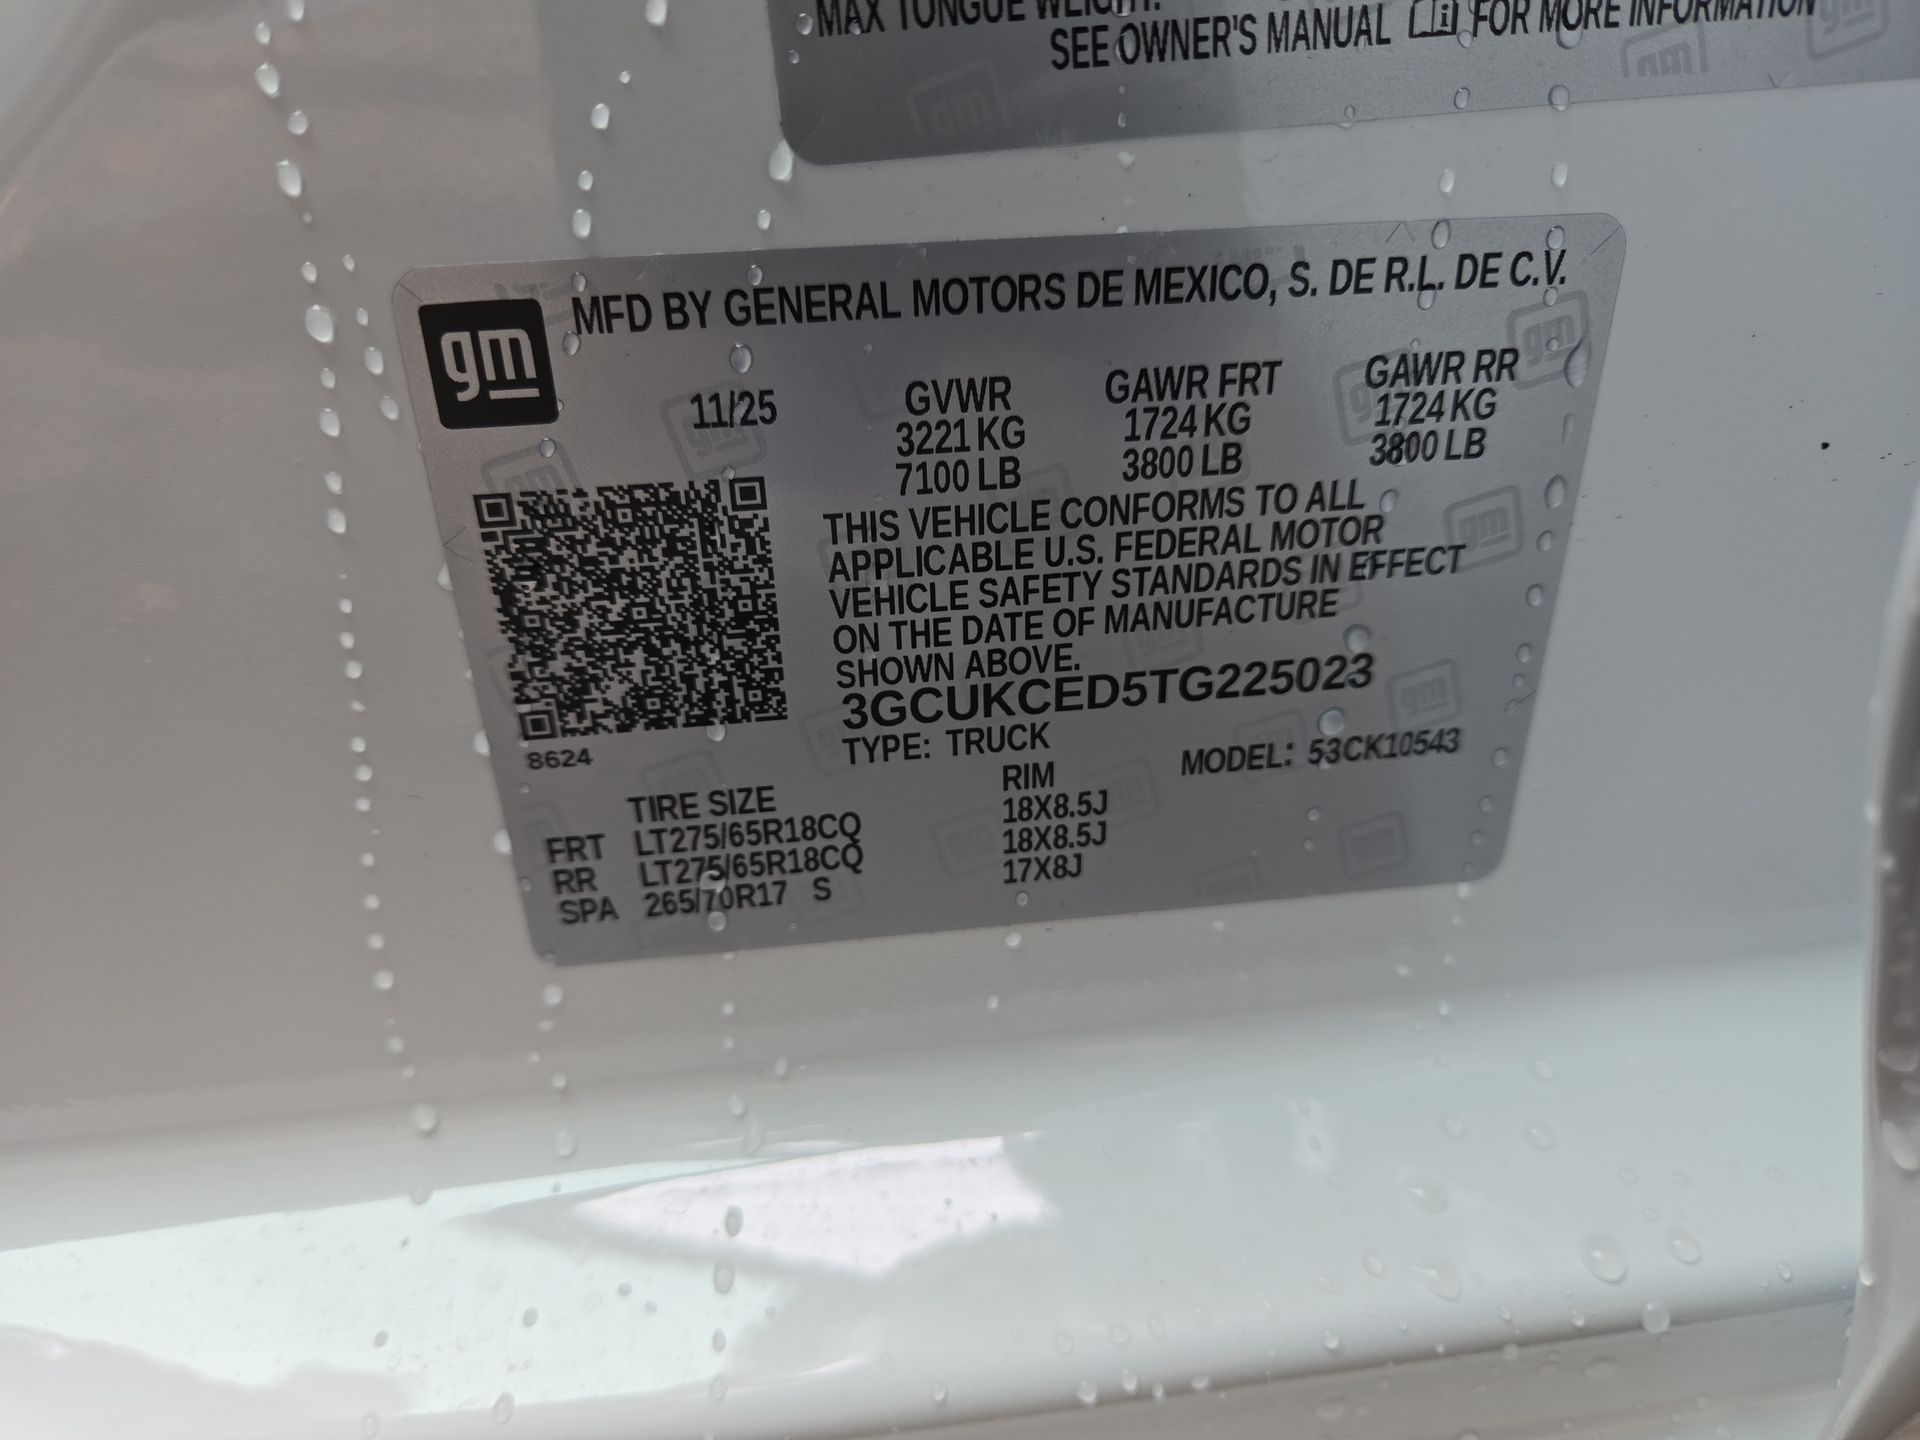 MAX TONGUE WEIGHT:
SEE OWNER'S MANUAL FOR MORE INFORMATION
gm
MFD BY GENERAL MOTORS DE MEXICO, S. DE R.L. DE C.V.
11/25 GVWR GAWR FRT GAWR RR
3221 KG 1724 KG 1724 KG
7100 LB 3800 LB 3800 LB
THIS VEHICLE CONFORMS TO ALL
APPLICABLE U.S. FEDERAL MOTOR
VEHICLE SAFETY STANDARDS IN EFFECT
ON THE DATE OF MANUFACTURE
SHOWN ABOVE.
3GCUKCED5TG225023
8624 TYPE: TRUCK MODEL: 53CK10543
TIRE SIZE RIM
FRT LT275/65R18CQ 18X8.5J
RR LT275/65R18CQ 18X8.5J
SPA 265/70R17 S 17X8J